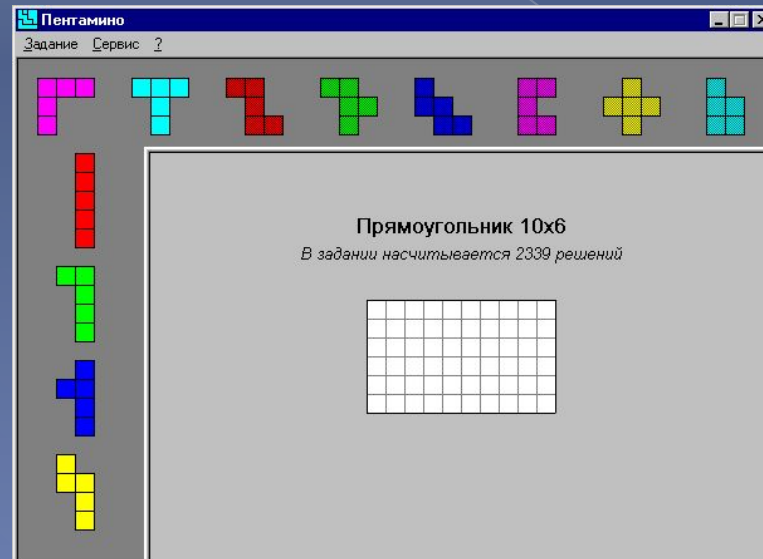 Пентамино
Задание Сервис ?
Прямоугольник 10x6
В задании насчитывается 2339 решений